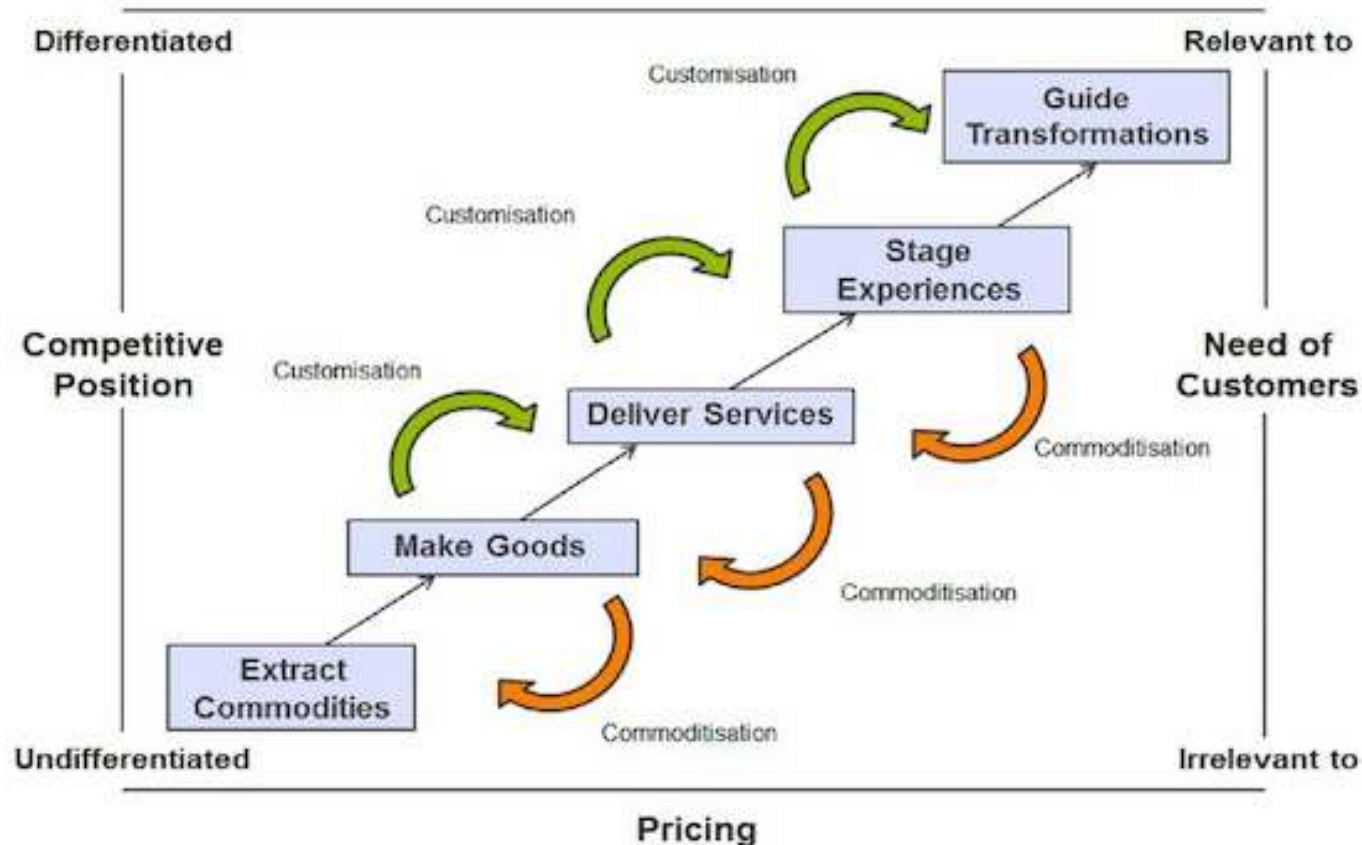 Differentiated
Relevant to
Customisation
Guide
Transformations
Customisation
Stage
Experiences
Competitive
Position
Need of
Customers
Customisation
Deliver Services
Commoditisation
Make Goods
Commoditisation
Extract
Commodities
Commoditisation
Undifferentiated
Irrelevant to
Pricing